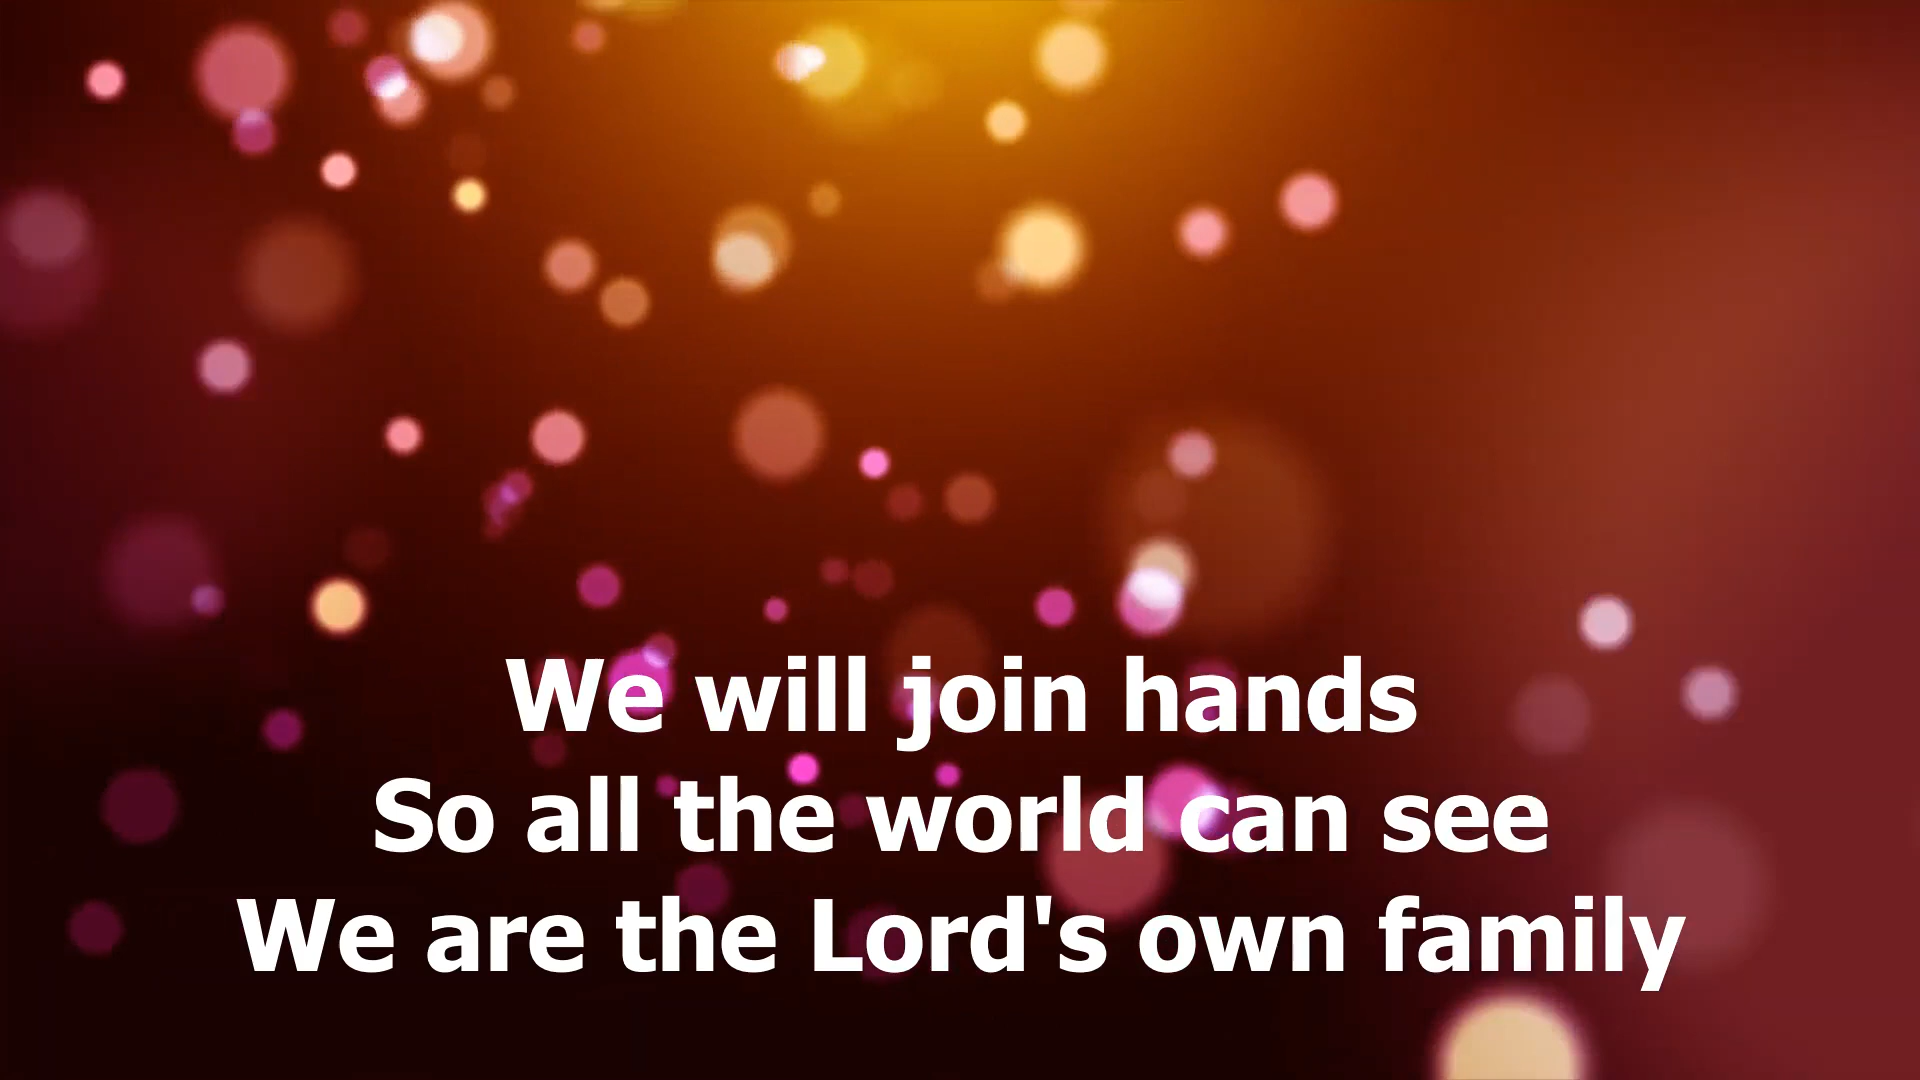 We will join hands
So all the world can see
We are the Lord's own family